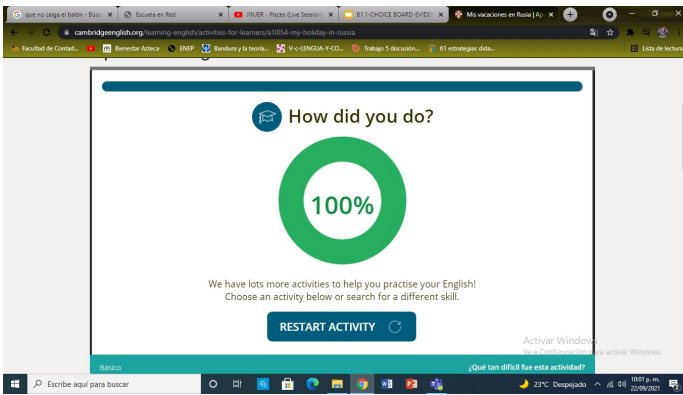 que no caiga el balón - Búsq
Escuela en Red
JINJER - Pisces (Live Session)
B1.1-CHOICE BOARD-EVIDE
Mis vacaciones en Rusia | Ap
cambridgeenglish.org/learning-english/activities-for-learners/a1l054-my-holiday-in-russia
Facultad de Contad...
Bienestar Azteca
ENEP
Bandura y la teoría...
V-c-LENGUA-Y-CO...
Trabajo 5 discusión...
61 estrategias dida...
Lista de lectura
How did you do?
100%
We have lots more activities to help you practise your English!
Choose an activity below or search for a different skill.
RESTART ACTIVITY
Activar Windows
Ve a Configuración para activar Windows.
Básico
¿Qué tan difícil fue esta actividad?
Escribe aquí para buscar
23°C Despejado
10:01 p. m.
22/09/2021